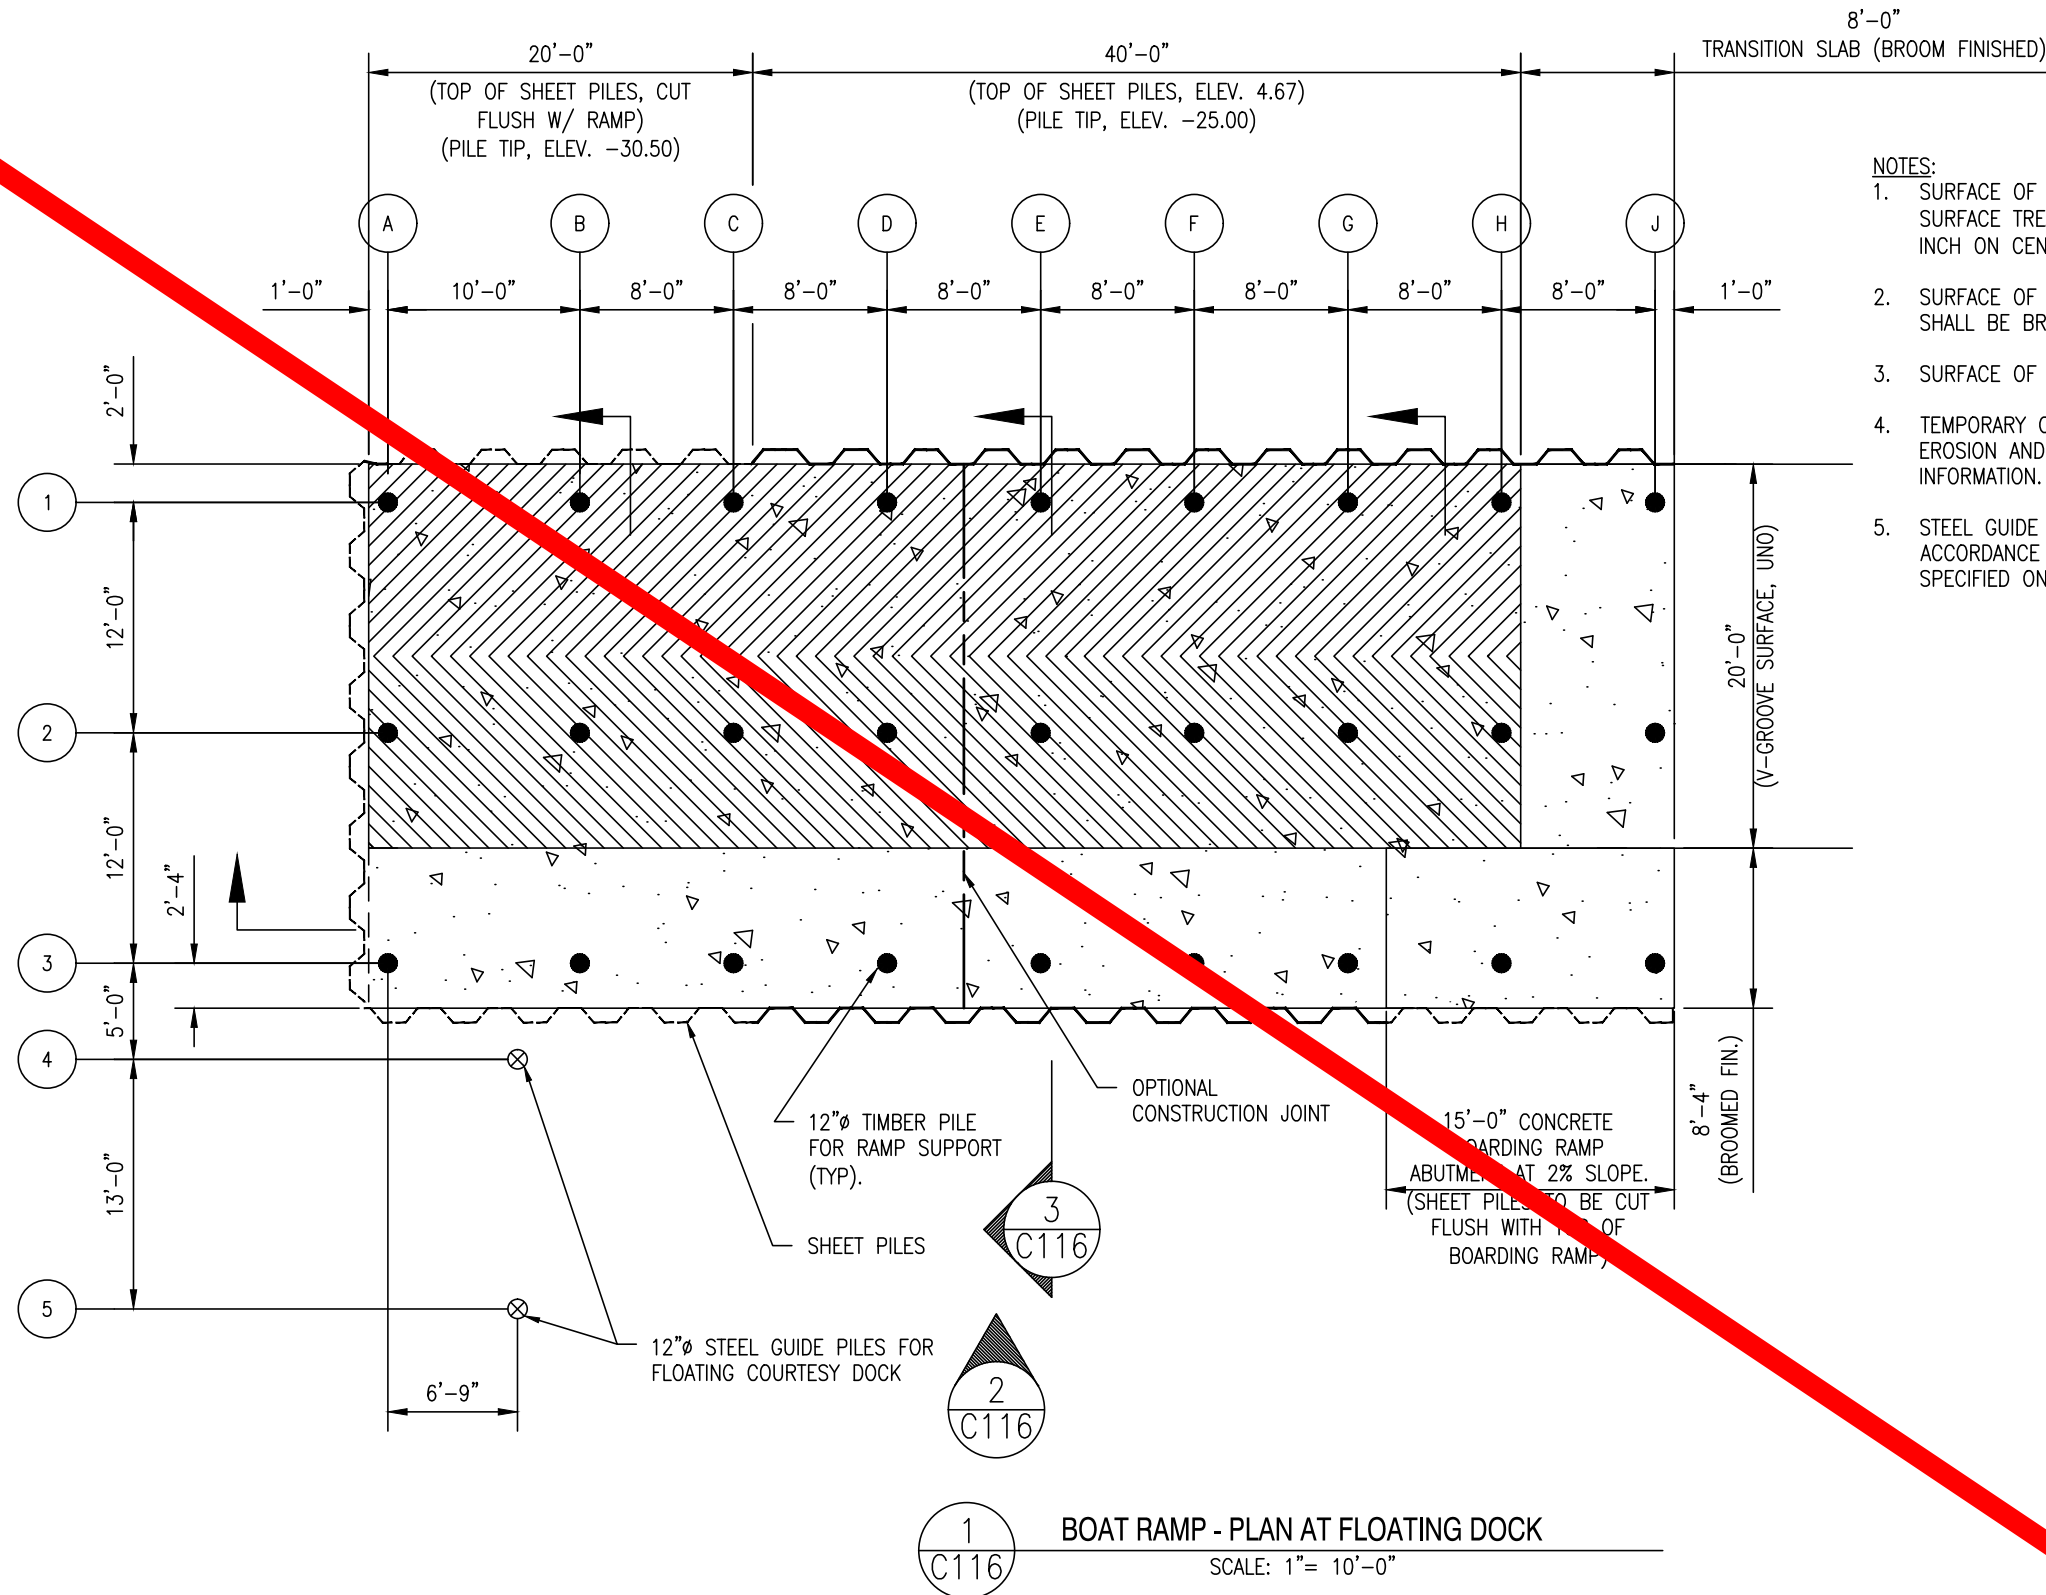 8'-0"
TRANSITION SLAB (BROOM FINISHED)
20'-0"
40'-0"
(TOP OF SHEET PILES, CUT
FLUSH W/ RAMP)
(PILE TIP, ELEV. -30.50)
(TOP OF SHEET PILES, ELEV. 4.67)
(PILE TIP, ELEV. -25.00)
A
B
C
D
E
F
G
H
J
1'-0"
10'-0"
8'-0"
8'-0"
8'-0"
8'-0"
8'-0"
8'-0"
8'-0"
1'-0"
NOTES:
1. SURFACE OF
SURFACE TRE
INCH ON CEN
2. SURFACE OF
SHALL BE BR
3. SURFACE OF
4. TEMPORARY
EROSION AND
INFORMATION.
5. STEEL GUIDE
ACCORDANCE
SPECIFIED ON
2'-0"
1
12'-0"
2
12'-0"
2'-4"
3
5'-0"
4
13'-0"
5
20'-0"
(V-GROOVE SURFACE, UNO)
8'-4"
(BROOMED FIN.)
OPTIONAL
CONSTRUCTION JOINT
12"ø TIMBER PILE
FOR RAMP SUPPORT
(TYP).
15'-0" CONCRETE
RAMP
AT 2% SLOPE.
(SHEET BE CUT
FLUSH WITH OF
BOARDING RAMP)
SHEET PILES
3
C116
12"ø STEEL GUIDE PILES FOR
FLOATING COURTESY DOCK
6'-9"
2
C116
1
C116
BOAT RAMP - PLAN AT FLOATING DOCK
SCALE: 1"= 10'-0"